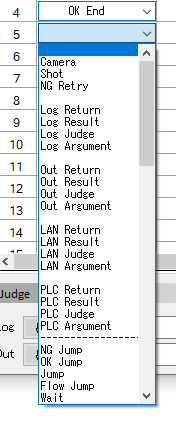 4 OK End
5
6
7 Camera
Shot
8 NG Retry
9 Log Return
Log Result
10 Log Judge
Log Argument
11 Out Return
Out Result
12 Out Judge
13 Out Argument
14 LAN Return
LAN Result
LAN Judge
LAN Argument
PLC Return
Judge PLC Result
PLC Judge
Log PLC Argument
--------------------
Out NG Jump
OK Jump
Jump
Flow Jump
Wait